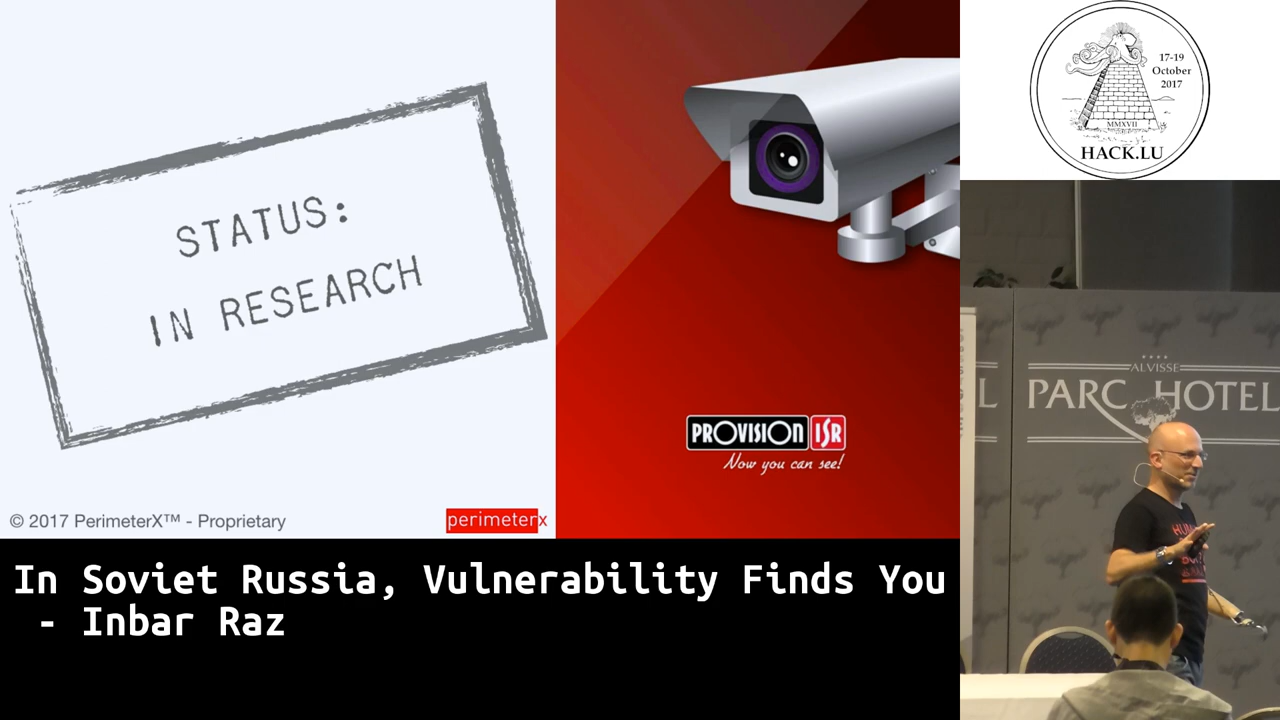 STATUS:
IN RESEARCH
© 2017 PerimeterX™ - Proprietary
perimeterx
PROVISION ISR
Now you can see!
In Soviet Russia, Vulnerability Finds You
- Inbar Raz
17-19
October
2017
MMXVII
HACK.LU
ALVISSE
PARC HOTEL
L
HUMAN